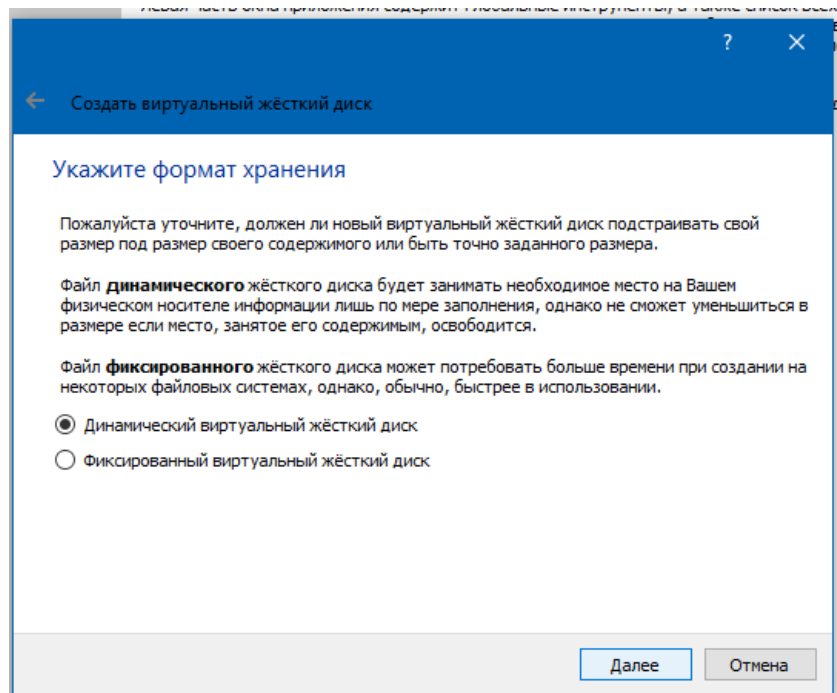 ?
Создать виртуальный жёсткий диск
Укажите формат хранения
Пожалуйста уточните, должен ли новый виртуальный жёсткий диск подстраивать свой
размер под размер своего содержимого или быть точно заданного размера.
Файл динамического жёсткого диска будет занимать необходимое место на Вашем
физическом носителе информации лишь по мере заполнения, однако не сможет уменьшиться в
размере если место, занятое его содержимым, освободится.
Файл фиксированного жёсткого диска может потребовать больше времени при создании на
некоторых файловых системах, однако, обычно, быстрее в использовании.
Динамический виртуальный жёсткий диск
Фиксированный виртуальный жёсткий диск
Далее
Отмена